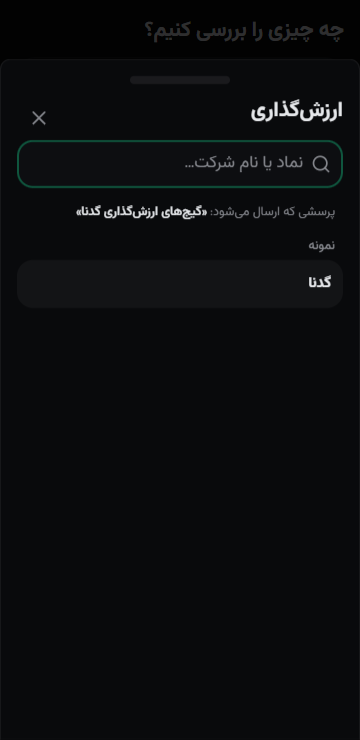 چه چیزی را بررسی کنیم؟
ارزش‌گذاری
نماد یا نام شرکت...
پرسشی که ارسال می‌شود: «گیج‌های ارزش‌گذاری گدنا»
نمونه
گدنا